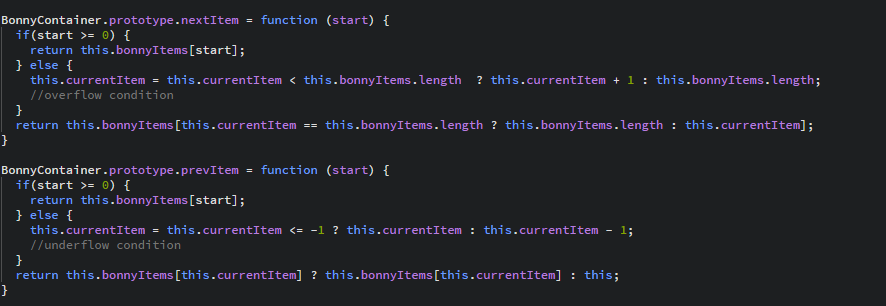 BonnyContainer.prototype.nextItem = function (start) {
  if(start >= 0) {
    return this.bonnyItems[start];
  } else {
    this.currentItem = this.currentItem < this.bonnyItems.length  ? this.currentItem + 1 : this.bonnyItems.length;
    //overflow condition
  }
  return this.bonnyItems[this.currentItem == this.bonnyItems.length ? this.bonnyItems.length : this.currentItem];
}
BonnyContainer.prototype.prevItem = function (start) {
  if(start >= 0) {
    return this.bonnyItems[start];
  } else {
    this.currentItem = this.currentItem <= -1 ? this.currentItem : this.currentItem - 1;
    //underflow condition
  }
  return this.bonnyItems[this.currentItem] ? this.bonnyItems[this.currentItem] : this;
}